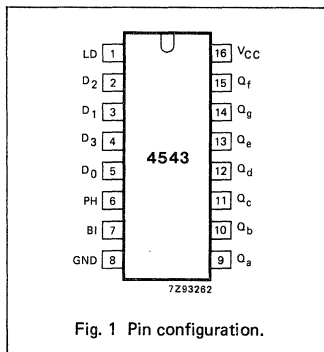 LD 1 16 VCC
D2 2 15 Qf
D1 3 14 Qg
D3 4 13 Qe
D0 5 12 Qd
PH 6 11 Qc
BI 7 10 Qb
GND 8 9 Qa
4543
7Z93262
Fig. 1 Pin configuration.